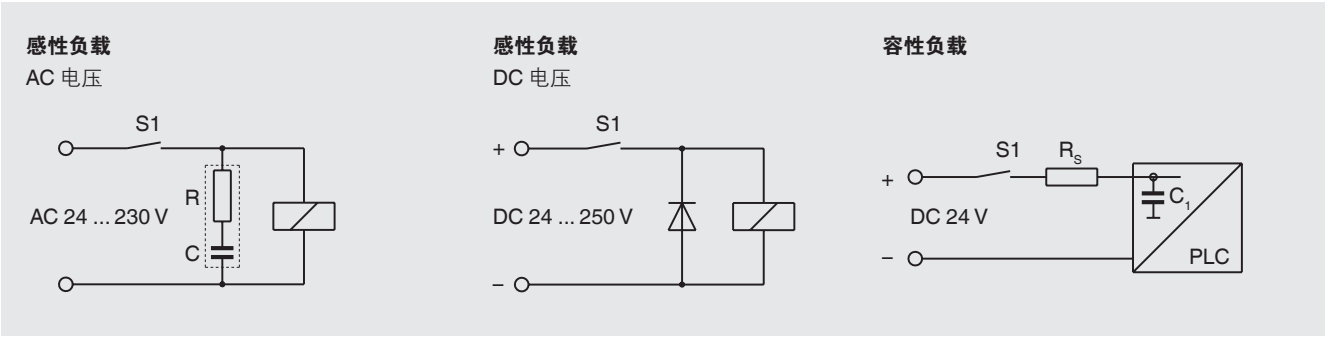 感性负载
AC 电压
S1
R
AC 24 ... 230 V
C
感性负载
DC 电压
S1
+
DC 24 ... 250 V
–
容性负载
S1
Rs
+
C1
DC 24 V
–
PLC